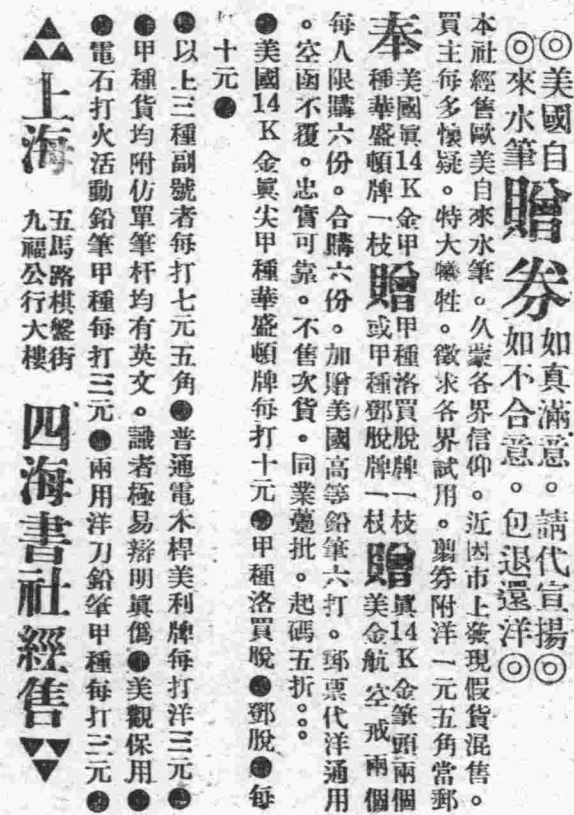 ◎美國自來水筆 贈券 如真滿意。請代宣揚◎
◎ 如不合意。包退還洋◎
本社經售歐美自來水筆。久蒙各界信仰。近因市上發現假貨混售。
買主每多懷疑。特大犧牲。徵求各界試用。剪券附洋一元五角當郵
奉 美國眞14K金甲種華盛頓牌一枝 贈 甲種洛買脫牌一枝或甲種鄧脫牌一枝 贈 眞14K金筆頭兩個美金航空戒兩個
每人限購六份。合購六份。加贈美國高等鉛筆六打。郵票代洋通用
。空函不覆。忠實可靠。不售次貨。同業躉批。起碼五折。。。
●美國14K金眞尖甲種華盛頓牌每打十元●甲種洛買脫●鄧脫●每
十元●
●以上三種副號者每打七元五角●普通電木桿美利牌每打洋三元●
●甲種貨均附仿單筆杆均有英文。識者極易辯明眞僞●美觀保用●
●電石打火活動鉛筆甲種每打三元●兩用洋刀鉛筆甲種每打三元●
上海 五馬路棋盤街九福公行大樓 四海書社經售